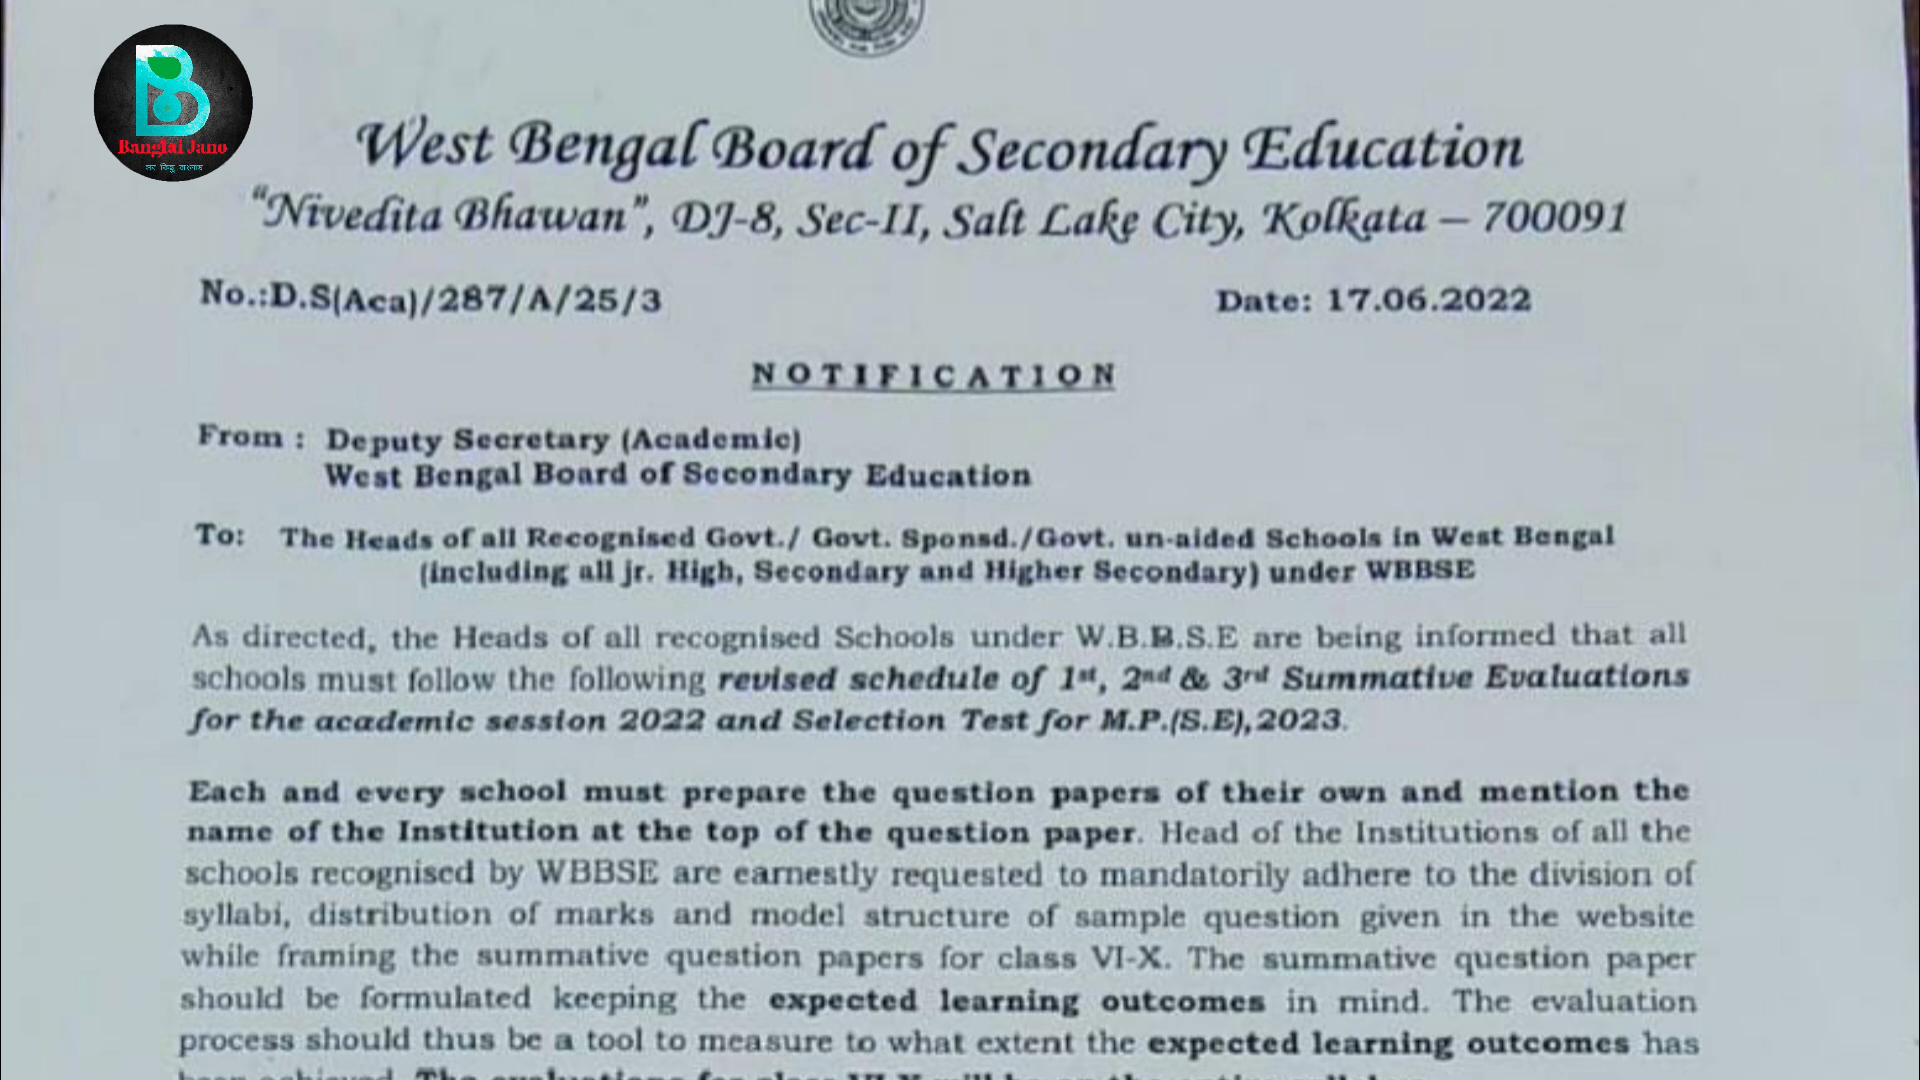 Banglai Jano
West Bengal Board of Secondary Education
"Nivedita Bhawan", DJ-8, Sec-II, Salt Lake City, Kolkata – 700091
No.:D.S(Aca)/287/A/25/3 Date: 17.06.2022
NOTIFICATION
From : Deputy Secretary (Academic)
West Bengal Board of Secondary Education
To: The Heads of all Recognised Govt./ Govt. Sponsd./Govt. un-aided Schools in West Bengal
(including all jr. High, Secondary and Higher Secondary) under WBBSE
As directed, the Heads of all recognised Schools under W.B.B.S.E are being informed that all
schools must follow the following revised schedule of 1st, 2nd & 3rd Summative Evaluations
for the academic session 2022 and Selection Test for M.P.(S.E),2023.
Each and every school must prepare the question papers of their own and mention the
name of the Institution at the top of the question paper. Head of the Institutions of all the
schools recognised by WBBSE are earnestly requested to mandatorily adhere to the division of
syllabi, distribution of marks and model structure of sample question given in the website
while framing the summative question papers for class VI-X. The summative question paper
should be formulated keeping the expected learning outcomes in mind. The evaluation
process should thus be a tool to measure to what extent the expected learning outcomes has